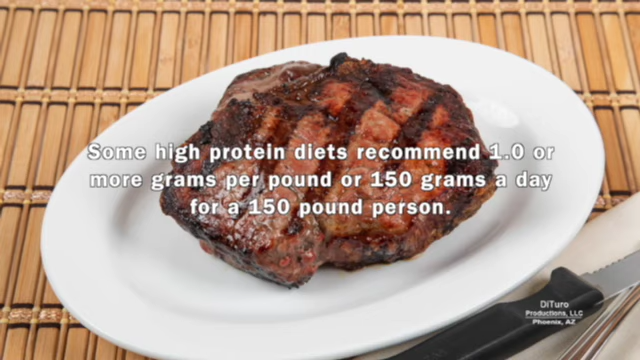 Some high protein diets recommend 1.0 or
more grams per pound or 150 grams a day
for a 150 pound person.
DiTuro
Productions, LLC
Phoenix, AZ